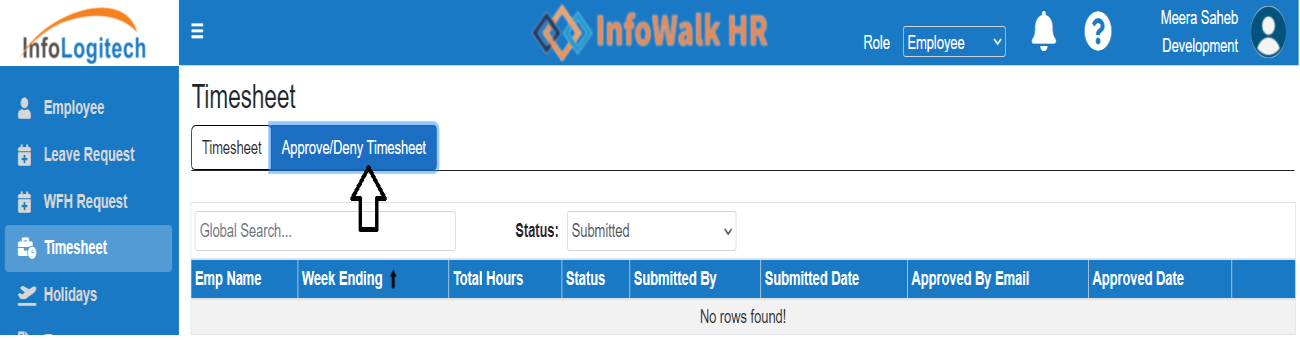 InfoLogitech
InfoWalk HR
Role Employee
Meera Saheb
Development
Employee
Leave Request
WFH Request
Timesheet
Holidays
Timesheet
Timesheet Approve/Deny Timesheet
Global Search... Status: Submitted
Emp Name Week Ending Total Hours Status Submitted By Submitted Date Approved By Email Approved Date
No rows found!